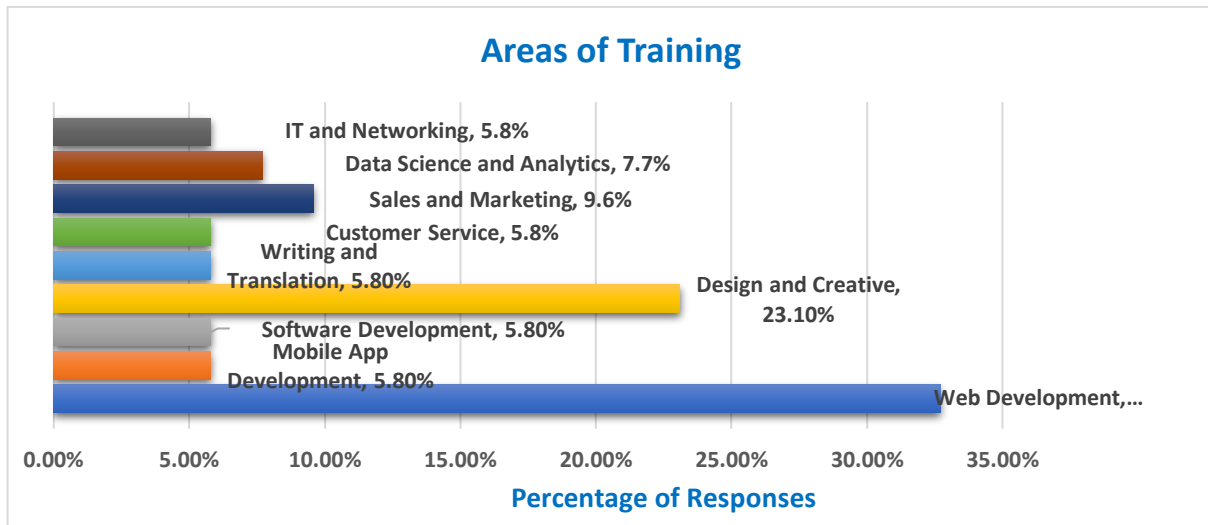 Areas of Training
IT and Networking, 5.8%
Data Science and Analytics, 7.7%
Sales and Marketing, 9.6%
Customer Service, 5.8%
Writing and
Translation, 5.80%
Design and Creative,
23.10%
Software Development, 5.80%
Mobile App
Development, 5.80%
Web Development,...
0.00% 5.00% 10.00% 15.00% 20.00% 25.00% 30.00% 35.00%
Percentage of Responses